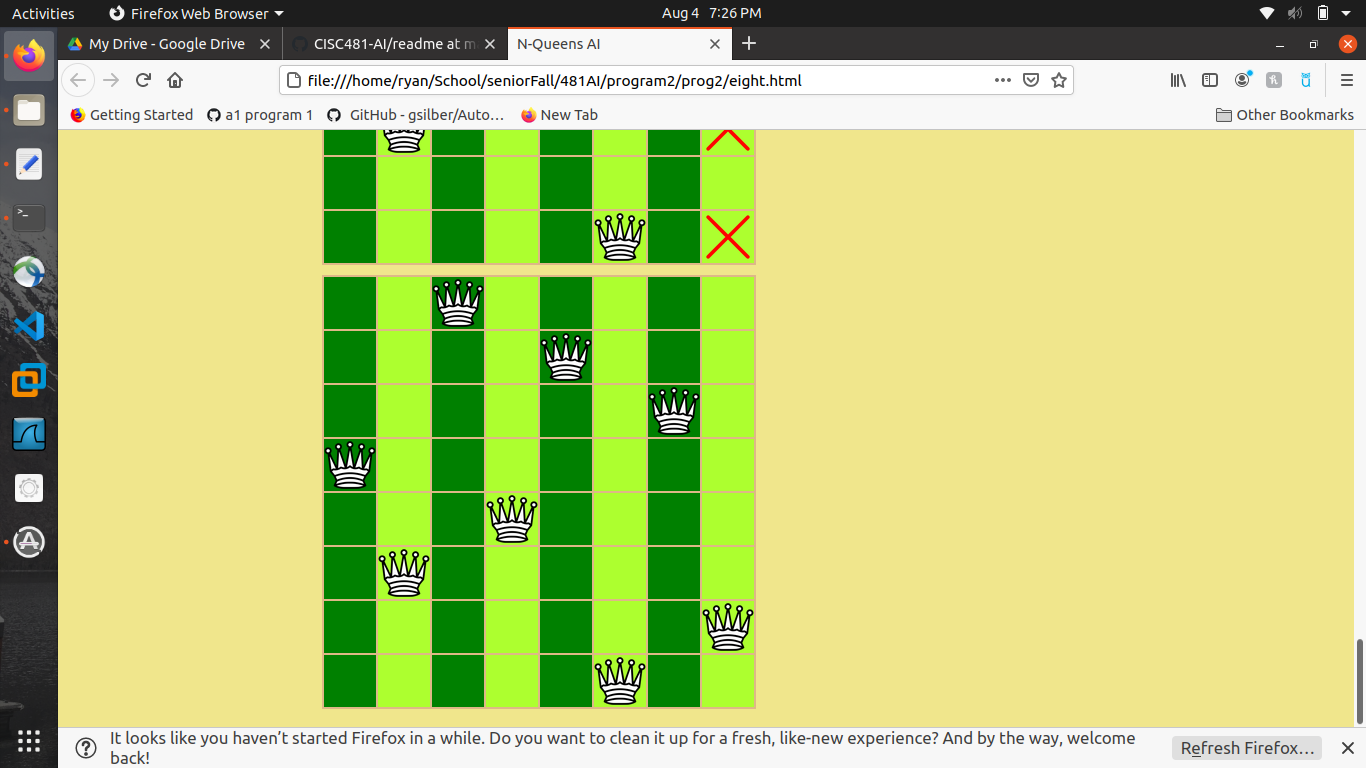 Activities
Firefox Web Browser
Aug 4 7:26 PM
My Drive - Google Drive
CISC481-AI/readme at m
N-Queens AI
file:///home/ryan/School/seniorFall/481AI/program2/prog2/eight.html
Getting Started
a1 program 1
GitHub - gsilber/Auto…
New Tab
Other Bookmarks
It looks like you haven't started Firefox in a while. Do you want to clean it up for a fresh, like-new experience? And by the way, welcome
back!
Refresh Firefox…